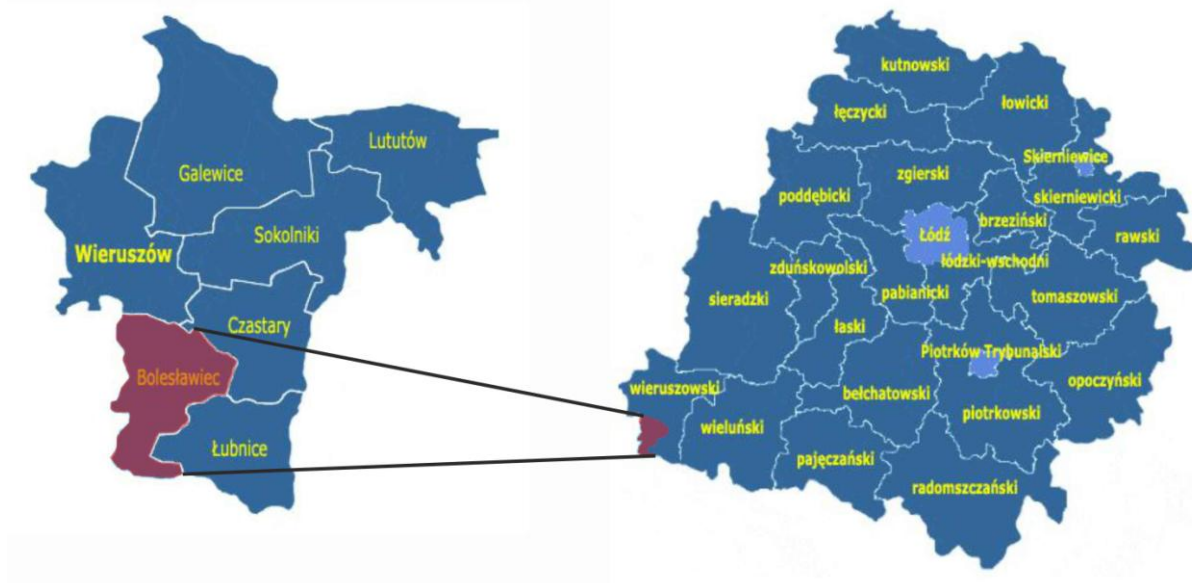 Lututów
Galewice
Sokolniki
Wieruszów
Czastary
Bolesławiec
Łubnice
kutnowski
łowicki
łęczycki
Skierniewice
zgierski
poddębicki
skierniewicki
brzeziński
Łódź
rawski
łódzki-wschodni
zduńskowolski
sieradzki
pabianicki
tomaszowski
łaski
Piotrków Trybunalski
wieruszowski
bełchatowski
opoczyński
piotrkowski
wieluński
pajęczański
radomszczański